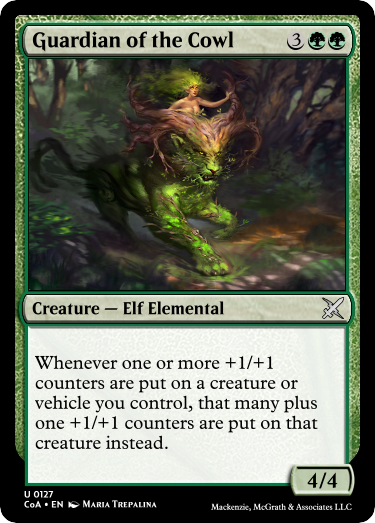 Guardian of the Cowl 3
Creature — Elf Elemental
Whenever one or more +1/+1
counters are put on a creature or
vehicle you control, that many plus
one +1/+1 counters are put on that
creature instead.
4/4
U 0127
CoA • EN Maria Trepalina
Mackenzie, McGrath & Associates LLC